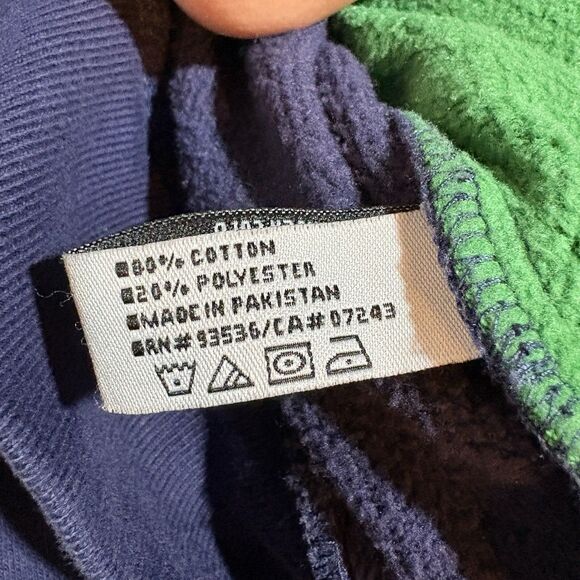 80% COTTON
20% POLYESTER
MADE IN PAKISTAN
RN# 93536/CA# 07243